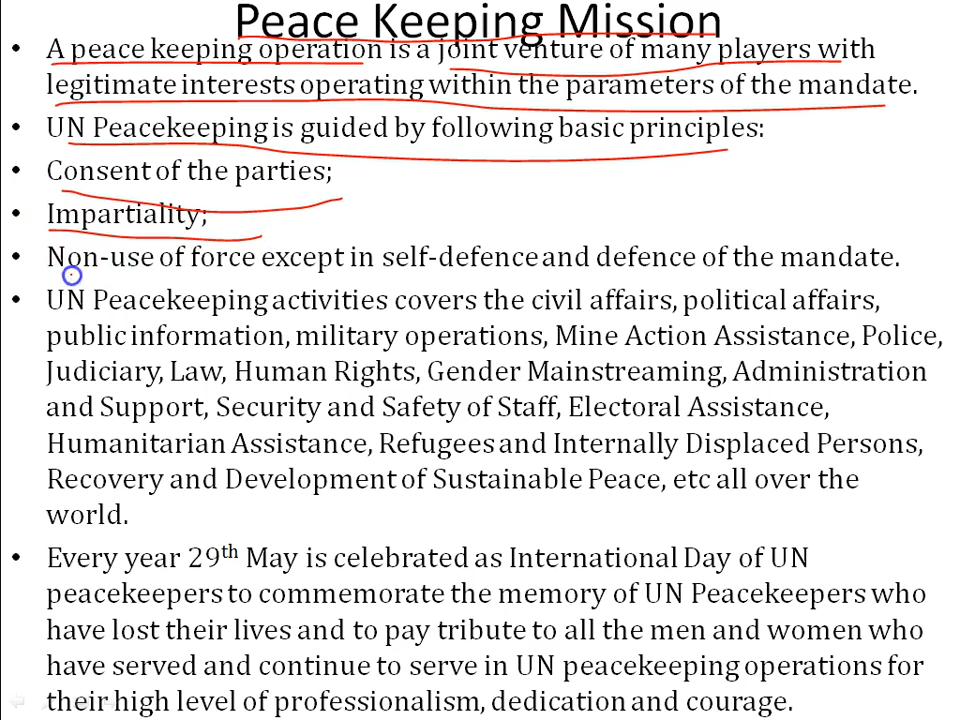 Peace Keeping Mission
• A peace keeping operation is a joint venture of many players with
legitimate interests operating within the parameters of the mandate.
• UN Peacekeeping is guided by following basic principles:
• Consent of the parties;
• Impartiality;
• Non-use of force except in self-defence and defence of the mandate.
• UN Peacekeeping activities covers the civil affairs, political affairs,
public information, military operations, Mine Action Assistance, Police,
Judiciary, Law, Human Rights, Gender Mainstreaming, Administration
and Support, Security and Safety of Staff, Electoral Assistance,
Humanitarian Assistance, Refugees and Internally Displaced Persons,
Recovery and Development of Sustainable Peace, etc all over the
world.
• Every year 29th May is celebrated as International Day of UN
peacekeepers to commemorate the memory of UN Peacekeepers who
have lost their lives and to pay tribute to all the men and women who
have served and continue to serve in UN peacekeeping operations for
their high level of professionalism, dedication and courage.